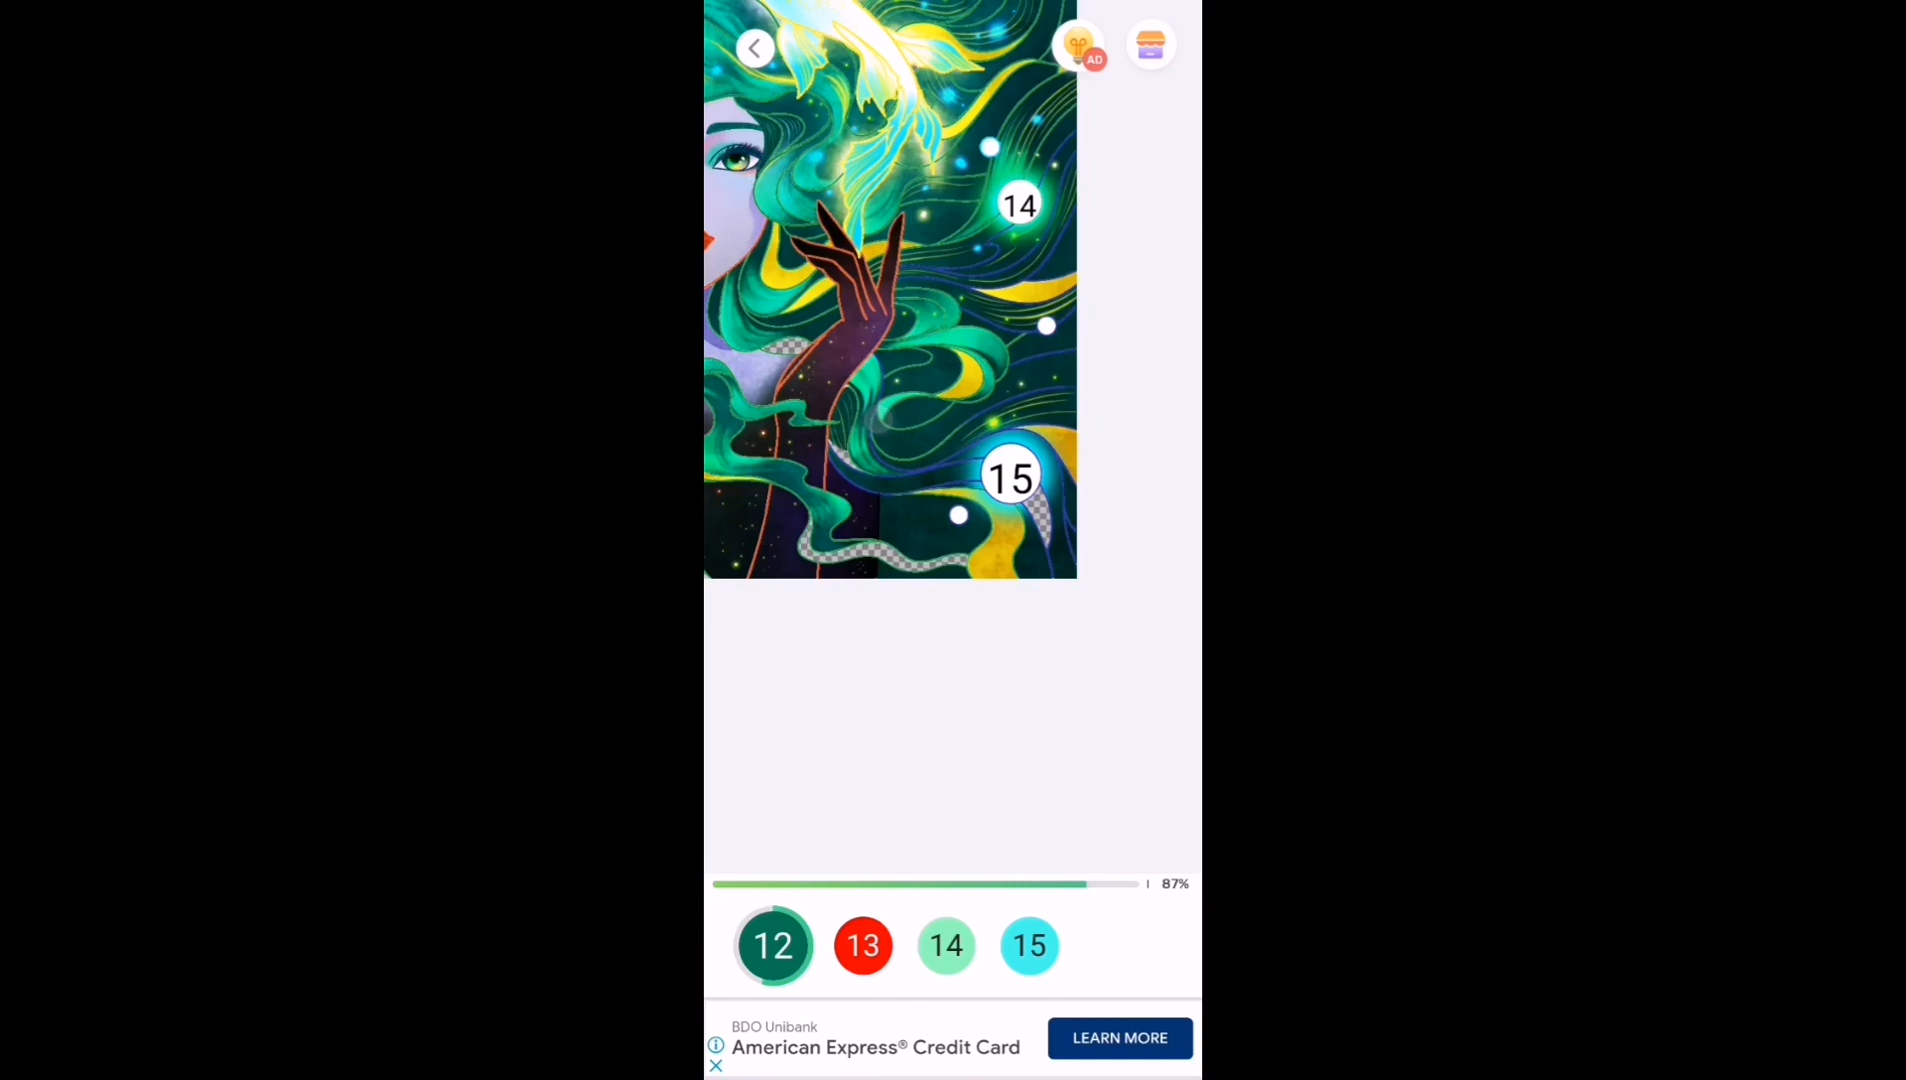 AD
14
15
87%
12 13 14 15
BDO Unibank
American Express® Credit Card
LEARN MORE